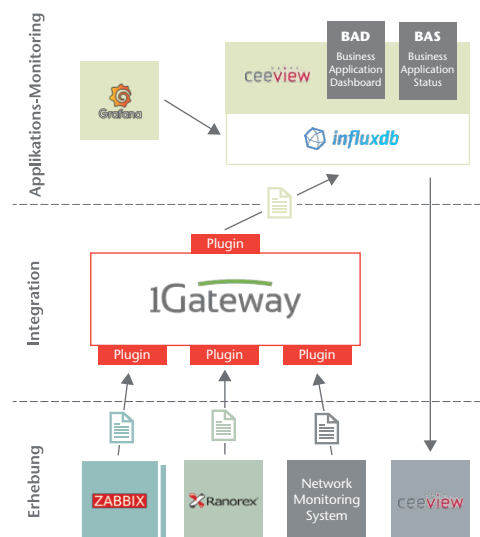 Applikations-Monitoring
Grafana
ceeview
BAD
Business
Application
Dashboard
BAS
Business
Application
Status
influxdb
Integration
Plugin
1Gateway
Plugin
Plugin
Plugin
Erhebung
ZABBIX
Ranorex
Network
Monitoring
System
ceeview